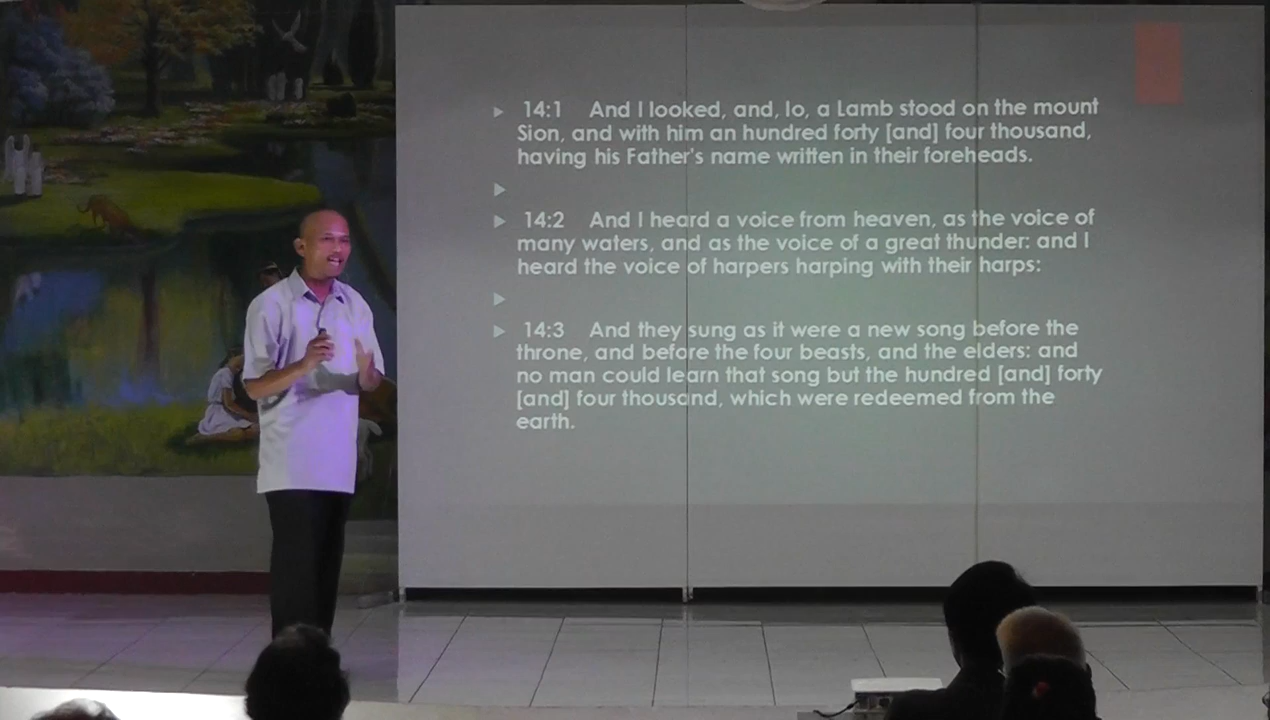 14:1 And I looked, and, lo, a Lamb stood on the mount
Sion, and with him an hundred forty [and] four thousand,
having his Father's name written in their foreheads.
14:2 And I heard a voice from heaven, as the voice of
many waters, and as the voice of a great thunder: and I
heard the voice of harpers harping with their harps:
14:3 And they sung as it were a new song before the
throne, and before the four beasts, and the elders: and
no man could learn that song but the hundred [and] forty
[and] four thousand, which were redeemed from the
earth.